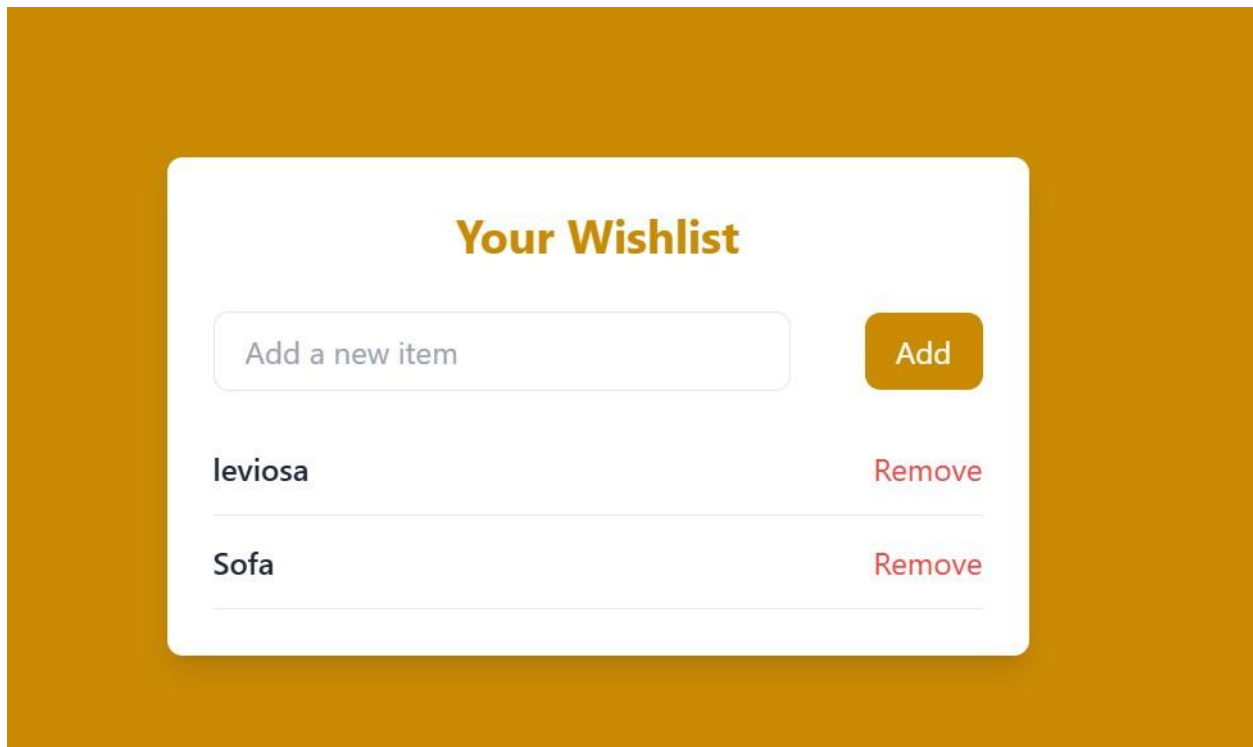 Your Wishlist
Add a new item
Add
leviosa
Remove
Sofa
Remove